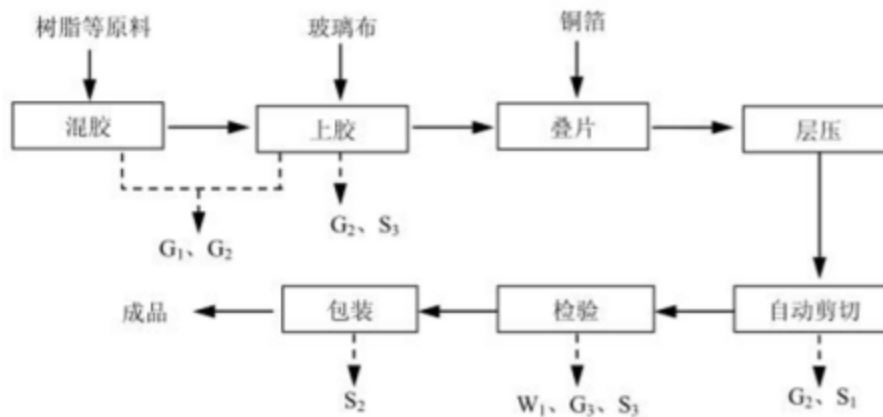 树脂等原料
玻璃布
铜箔
混胶
上胶
叠片
层压
G₂、S₃
G₁、G₂
成品
包装
检验
自动剪切
S₂
W₁、G₃、S₃
G₂、S₁